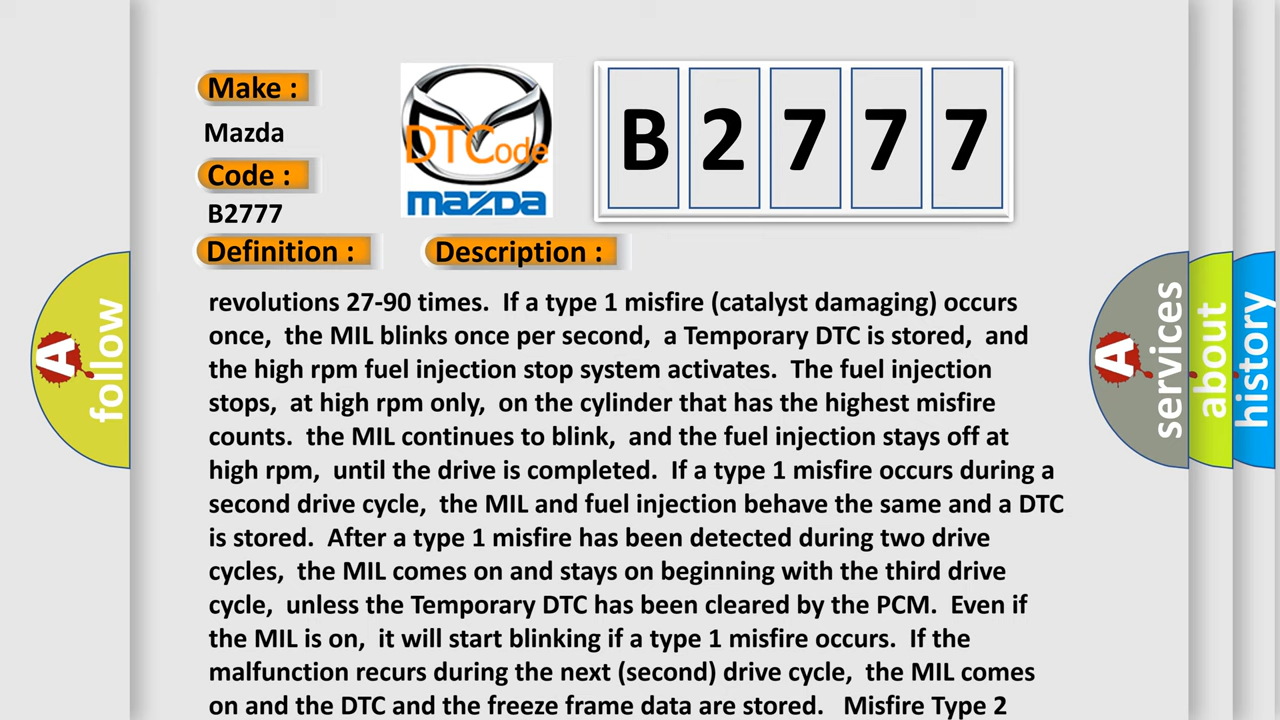 Make :
Mazda
Code :
B2777
DTCode
mazda
B 2 7 7 7
Definition :
Description :
revolutions 27-90 times. If a type 1 misfire (catalyst damaging) occurs
once, the MIL blinks once per second, a Temporary DTC is stored, and
the high rpm fuel injection stop system activates. The fuel injection
stops, at high rpm only, on the cylinder that has the highest misfire
counts. the MIL continues to blink, and the fuel injection stays off at
high rpm, until the drive is completed. If a type 1 misfire occurs during a
second drive cycle, the MIL and fuel injection behave the same and a DTC
is stored. After a type 1 misfire has been detected during two drive
cycles, the MIL comes on and stays on beginning with the third drive
cycle, unless the Temporary DTC has been cleared by the PCM. Even if
the MIL is on, it will start blinking if a type 1 misfire occurs. If the
malfunction recurs during the next (second) drive cycle, the MIL comes
on and the DTC and the freeze frame data are stored. Misfire Type 2
A
follow
A
services
about
history